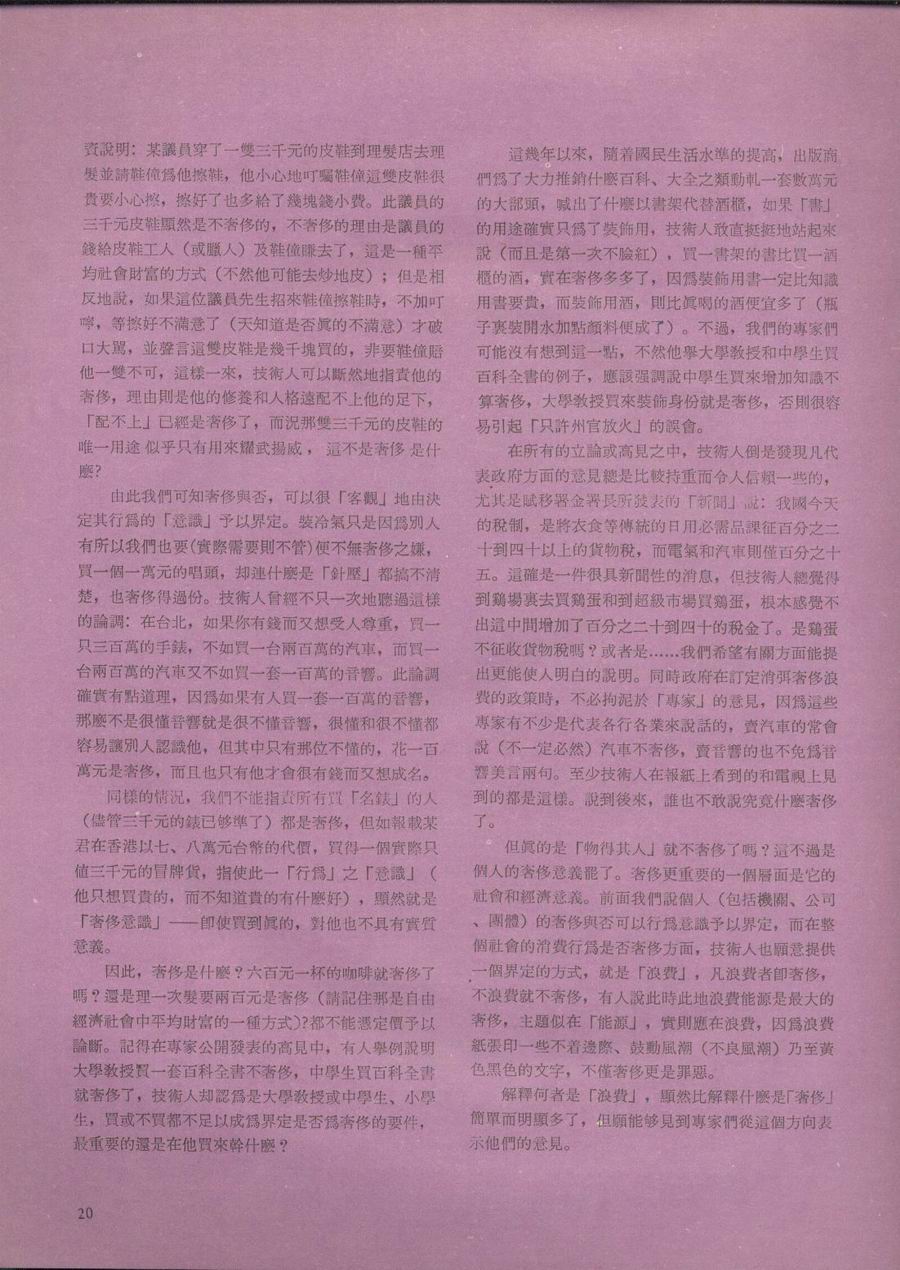 資說明：某議員穿了一雙三千元的皮鞋到理髮店去理
髮並請鞋僮爲他擦鞋，他小心地叮囑鞋僮這雙皮鞋很
貴要小心擦，擦好了也多給了幾塊錢小費。此議員的
三千元皮鞋顯然是不奢侈的，不奢侈的理由是議員的
錢給皮鞋工人（或臘人）及鞋僮賺去了，這是一種平
均社會財富的方式（不然他可能去炒地皮）；但是相
反地說，如果這位議員先生招來鞋僮擦鞋時，不加叮
嚀，等擦好不滿意了（天知道是否眞的不滿意）才破
口大罵，並聲言這雙皮鞋是幾千塊買的，非要鞋僮賠
他一雙不可，這樣一來，技術人可以斷然地指責他的
奢侈，理由則是他的修養和人格遠配不上他的足下，
「配不上」已經是奢侈了，而況那雙三千元的皮鞋的
唯一用途似乎只有用來耀武揚威，這不是奢侈是什
麽？
由此我們可知奢侈與否，可以很「客觀」地由決
定其行爲的「意識」予以界定。裝冷氣只是因爲別人
有所以我們也要(實際需要則不管)便不無奢侈之嫌，
買一個一萬元的唱頭，却連什麽是「針壓」都搞不清
楚，也奢侈得過份。技術人曾經不只一次地聽過這樣
的論調：在台北，如果你有錢而又想受人尊重，買一
只三百萬的手錶，不如買一台兩百萬的汽車，而買一
台兩百萬的汽車又不如買一套一百萬的音響。此論調
確實有點道理，因爲如果有人買一套一百萬的音響，
那麽不是很懂音響就是很不懂音響，很懂和很不懂都
容易讓別人認識他，但其中只有那位不懂的，花一百
萬元是奢侈，而且也只有他才會很有錢而又想成名。
同樣的情況，我們不能指責所有買「名錶」的人
（儘管三千元的錶已够準了）都是奢侈，但如報載某
君在香港以七、八萬元台幣的代價，買得一個實際只
値三千元的冒牌貨，指使此一「行爲」之「意識」（
他只想買貴的，而不知道貴的有什麽好），顯然就是
「奢侈意識」——卽使買到眞的，對他也不具有實質
意義。
因此，奢侈是什麽？六百元一杯的咖啡就奢侈了
嗎？還是理一次髮要兩百元是奢侈（請記住那是自由
經濟社會中平均財富的一種方式）?都不能憑定價予以
論斷。記得在專家公開發表的高見中，有人舉例說明
大學敎授買一套百科全書不奢侈，中學生買百科全書
就奢侈了，技術人却認爲是大學敎授或中學生、小學
生，買或不買都不足以成爲界定是否爲奢侈的要件，
最重要的還是在他買來幹什麽？
這幾年以來，隨着國民生活水準的提高，出版商
們爲了大力推銷什麽百科、大全之類動軋一套數萬元
的大部頭，喊出了什麽以書架代替酒櫃，如果「書」
的用途確實只爲了裝飾用，技術人敢直挺挺地站起來
說（而且是第一次不臉紅），買一書架的書比買一酒
櫃的酒，實在奢侈多多了，因爲裝飾用書一定比知識
用書要貴，而裝飾用酒，則比眞喝的酒便宜多了（瓶
子裏裝開水加點顏料便成了）。不過，我們的專家們
可能沒有想到這一點，不然他舉大學敎授和中學生買
百科全書的例子，應該强調說中學生買來增加知識不
算奢侈，大學敎授買來裝飾身份就是奢侈，否則很容
易引起「只許州官放火」的誤會。
在所有的立論或高見之中，技術人倒是發現凡代
表政府方面的意見總是比較持重而令人信賴一些的，
尤其是賦移署金署長所發表的「新聞」說：我國今天
的稅制，是將衣食等傳統的日用必需品課征百分之二
十到四十以上的貨物稅，而電氣和汽車則僅百分之十
五。這確是一件很具新聞性的消息，但技術人總覺得
到鷄場裏去買鷄蛋和到超級市場買鷄蛋，根本感覺不
出這中間增加了百分之二十到四十的稅金了。是鷄蛋
不征收貨物稅嗎？或者是……我們希望有關方面能提
出更能使人明白的說明。同時政府在訂定消弭奢侈浪
費的政策時，不必拘泥於「專家」的意見，因爲這些
專家有不少是代表各行各業來說話的，賣汽車的常會
說（不一定必然）汽車不奢侈，賣音響的也不免爲音
響美言兩句。至少技術人在報紙上看到的和電視上見
到的都是這樣。說到後來，誰也不敢說究竟什麽奢侈
了。
但眞的是「物得其人」就不奢侈了嗎？這不過是
個人的奢侈意義罷了。奢侈更重要的一個層面是它的
社會和經濟意義。前面我們說個人（包括機關、公司
、團體）的奢侈與否可以行爲意識予以界定，而在整
個社會的消費行爲是否奢侈方面，技術人也願意提供
一個界定的方式，就是「浪費」，凡浪費者卽奢侈，
不浪費就不奢侈，有人說此時此地浪費能源是最大的
奢侈，主題似在「能源」，實則應在浪費，因爲浪費
紙張印一些不着邊際、鼓動風潮（不良風潮）乃至黃
色黑色的文字，不僅奢侈更是罪惡。
解釋何者是「浪費」，顯然比解釋什麽是「奢侈」
簡單而明顯多了，但願能够見到專家們從這個方向表
示他們的意見。
20